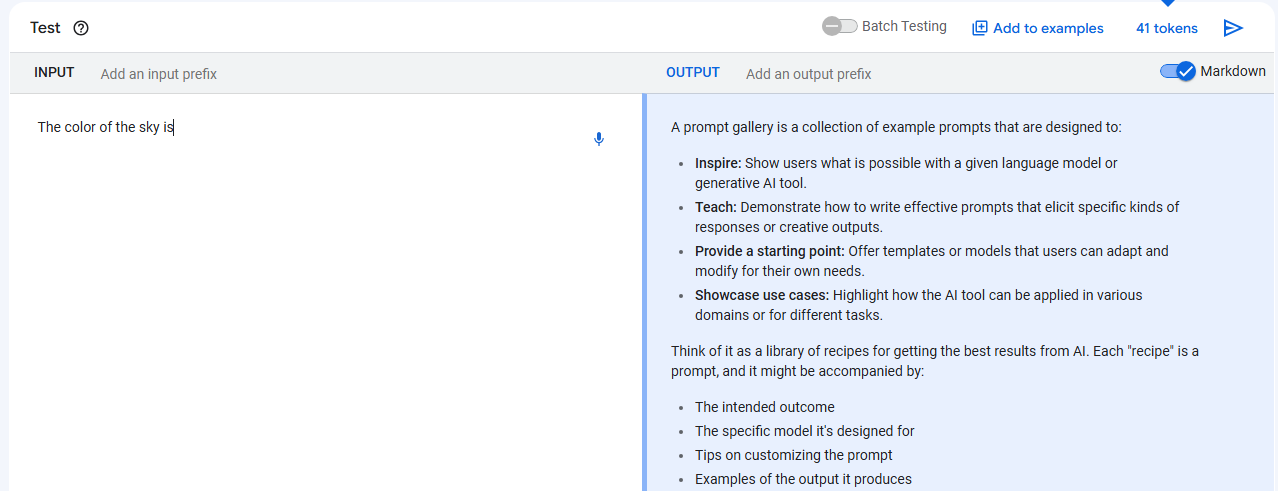 Test
Batch Testing
Add to examples
41 tokens
INPUT
Add an input prefix
OUTPUT
Add an output prefix
Markdown
The color of the sky is
A prompt gallery is a collection of example prompts that are designed to:
• Inspire: Show users what is possible with a given language model or
generative AI tool.
• Teach: Demonstrate how to write effective prompts that elicit specific kinds of
responses or creative outputs.
• Provide a starting point: Offer templates or models that users can adapt and
modify for their own needs.
• Showcase use cases: Highlight how the AI tool can be applied in various
domains or for different tasks.
Think of it as a library of recipes for getting the best results from AI. Each "recipe" is a
prompt, and it might be accompanied by:
• The intended outcome
• The specific model it's designed for
• Tips on customizing the prompt
• Examples of the output it produces